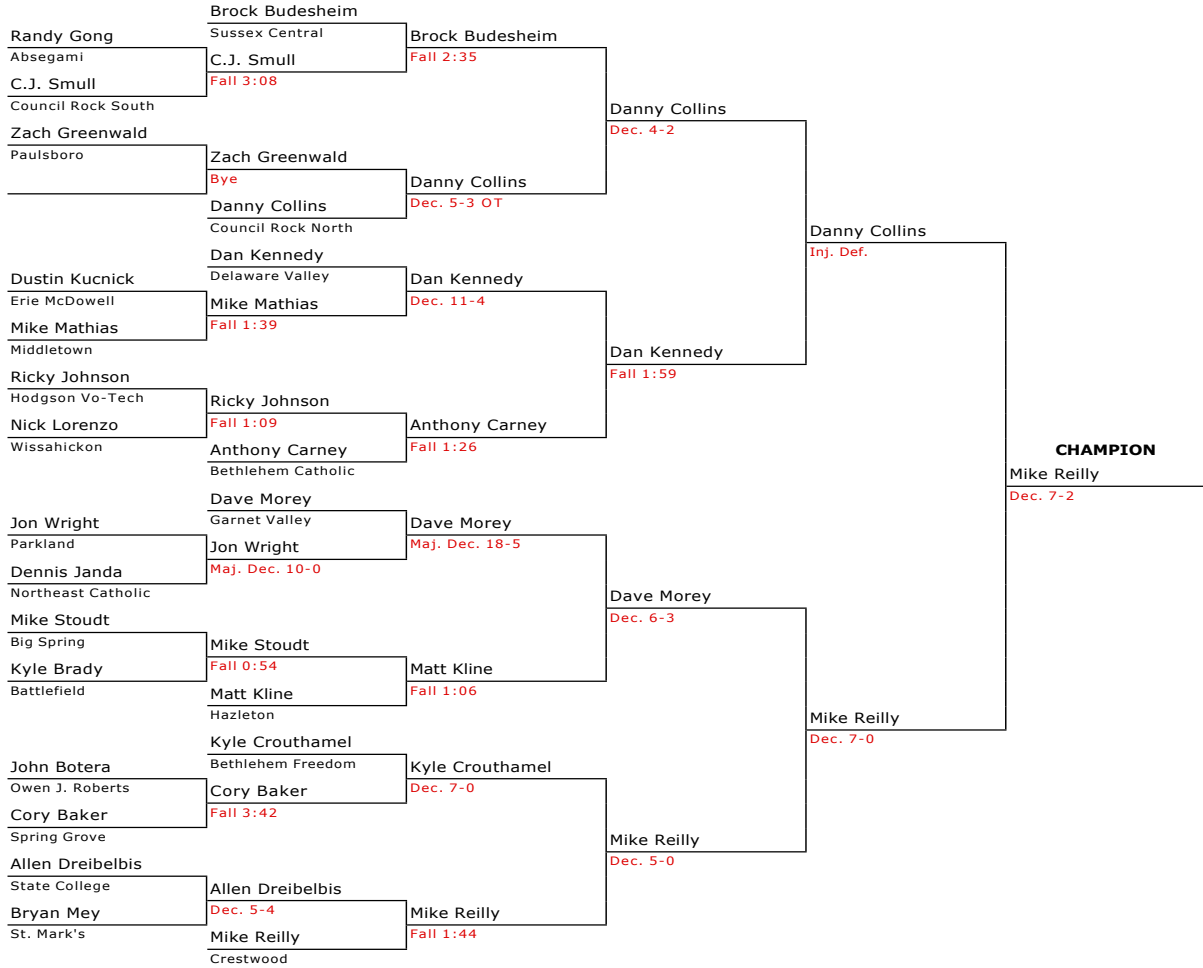 Brock Budesheim
Randy Gong
Sussex Central
Brock Budesheim
Absegami
C.J. Smull
Fall 2:35
C.J. Smull
Fall 3:08
Council Rock South
Danny Collins
Zach Greenwald
Dec. 4-2
Paulsboro
Zach Greenwald
Bye
Danny Collins
Danny Collins
Dec. 5-3 OT
Council Rock North
Danny Collins
Dan Kennedy
Inj. Def.
Dustin Kucnick
Delaware Valley
Dan Kennedy
Erie McDowell
Mike Mathias
Dec. 11-4
Mike Mathias
Fall 1:39
Middletown
Dan Kennedy
Ricky Johnson
Fall 1:59
Hodgson Vo-Tech
Ricky Johnson
Nick Lorenzo
Fall 1:09
Anthony Carney
Wissahickon
Anthony Carney
Fall 1:26
CHAMPION
Bethlehem Catholic
Mike Reilly
Dave Morey
Dec. 7-2
Jon Wright
Garnet Valley
Dave Morey
Parkland
Jon Wright
Maj. Dec. 18-5
Dennis Janda
Maj. Dec. 10-0
Northeast Catholic
Dave Morey
Mike Stoudt
Dec. 6-3
Big Spring
Mike Stoudt
Kyle Brady
Fall 0:54
Matt Kline
Battlefield
Matt Kline
Fall 1:06
Hazleton
Mike Reilly
Kyle Crouthamel
Dec. 7-0
John Botera
Bethlehem Freedom
Kyle Crouthamel
Owen J. Roberts
Cory Baker
Dec. 7-0
Cory Baker
Fall 3:42
Spring Grove
Mike Reilly
Allen Dreibelbis
Dec. 5-0
State College
Allen Dreibelbis
Bryan Mey
Dec. 5-4
Mike Reilly
St. Mark's
Mike Reilly
Fall 1:44
Crestwood